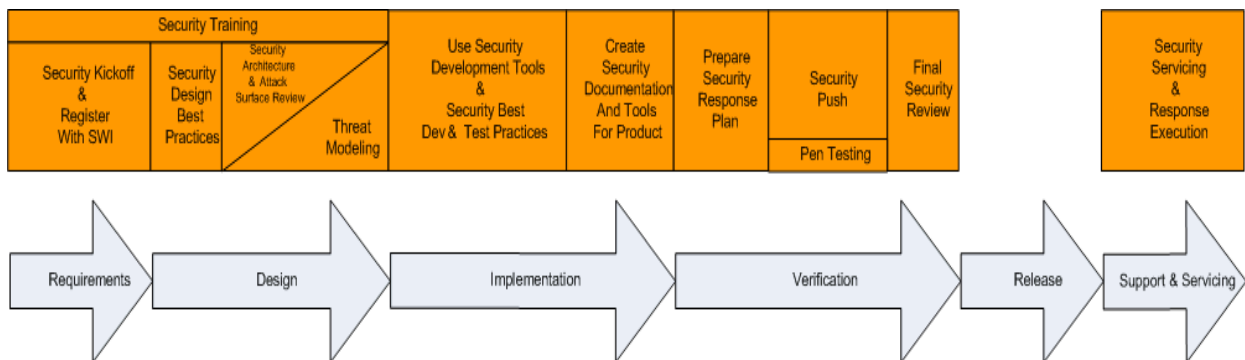 Security Training
Security Kickoff
&
Register
With SWI
Security
Design
Best
Practices
Security
Architecture
& Attack
Surface Review
Threat
Modeling
Use Security
Development Tools
&
Security Best
Dev & Test Practices
Create
Security
Documentation
And Tools
For Product
Prepare
Security
Response
Plan
Security
Push
Pen Testing
Final
Security
Review
Security
Servicing
&
Response
Execution
Requirements
Design
Implementation
Verification
Release
Support & Servicing